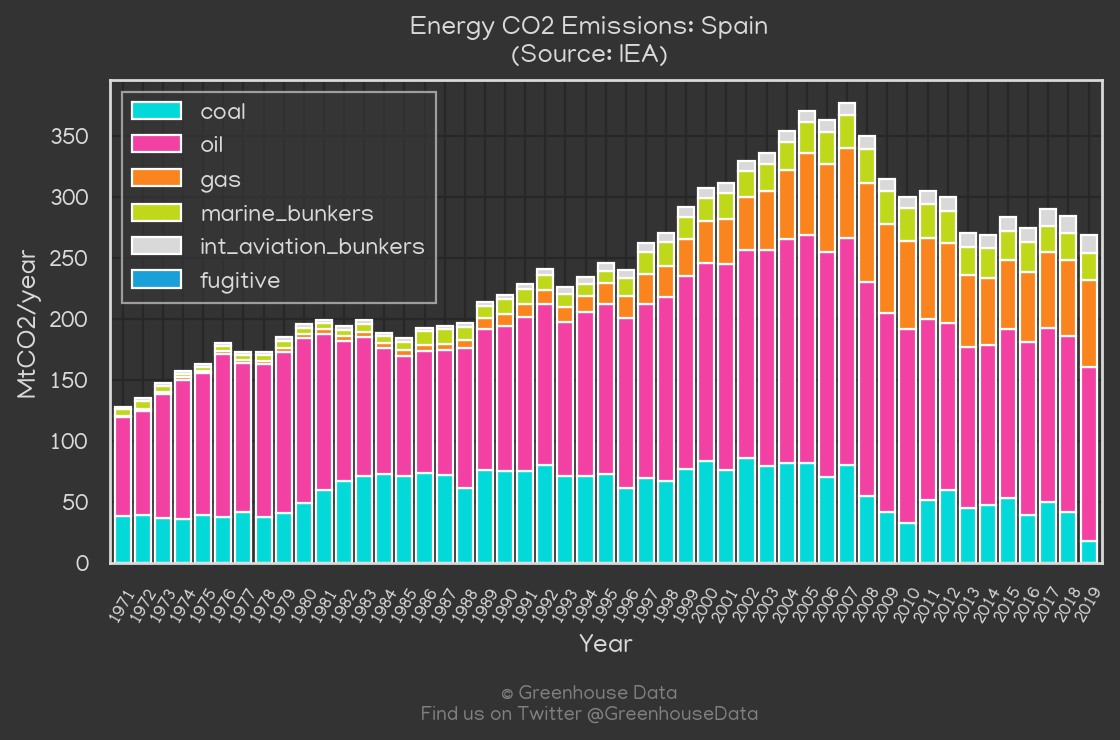 Energy CO2 Emissions: Spain
(Source: IEA)
MtCO2/year
350
300
250
200
150
100
50
0
coal
oil
gas
marine_bunkers
int_aviation_bunkers
fugitive
1971 1972 1973 1974 1975 1976 1977 1978 1979 1980 1981 1982 1983 1984 1985 1986 1987 1988 1989 1990 1991 1992 1993 1994 1995 1996 1997 1998 1999 2000 2001 2002 2003 2004 2005 2006 2007 2008 2009 2010 2011 2012 2013 2014 2015 2016 2017 2018 2019
Year
© Greenhouse Data
Find us on Twitter @GreenhouseData